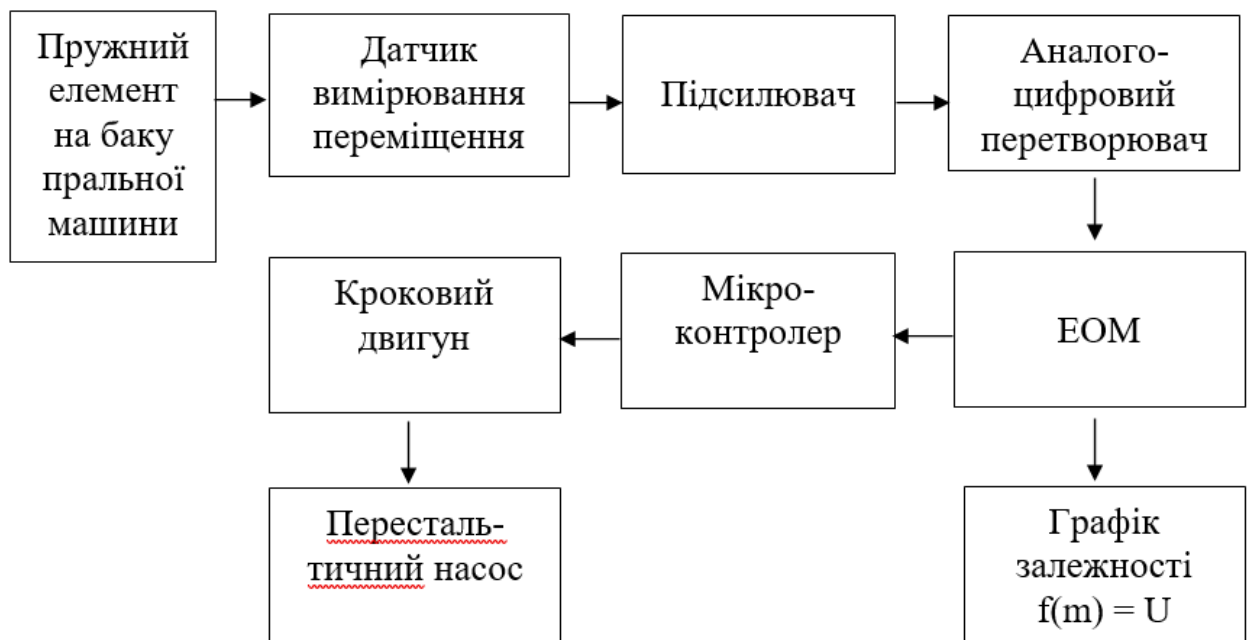 Пружний
елемент
на баку
пральної
машини
Датчик
вимірювання
переміщення
Підсилювач
Аналого-
цифровий
перетворювач
Кроковий
двигун
Мікро-
контролер
ЕОМ
Пересталь-
тичний насос
Графік
залежності
f(m) = U